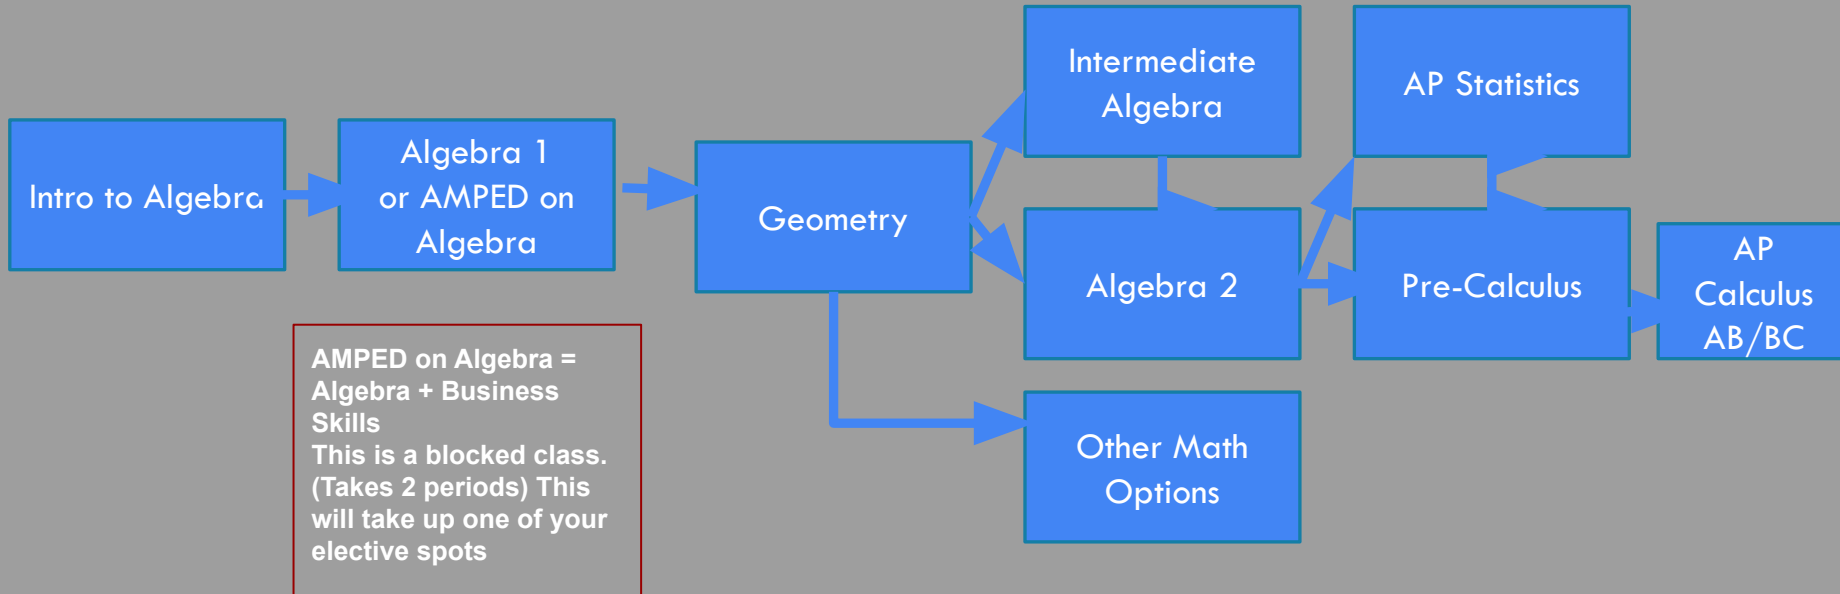 Intro to Algebra
Algebra 1
or AMPED on
Algebra
Geometry
Intermediate
Algebra
Algebra 2
Other Math
Options
AP Statistics
Pre-Calculus
AP
Calculus
AB/BC
AMPED on Algebra =
Algebra + Business
Skills
This is a blocked class.
(Takes 2 periods) This
will take up one of your
elective spots